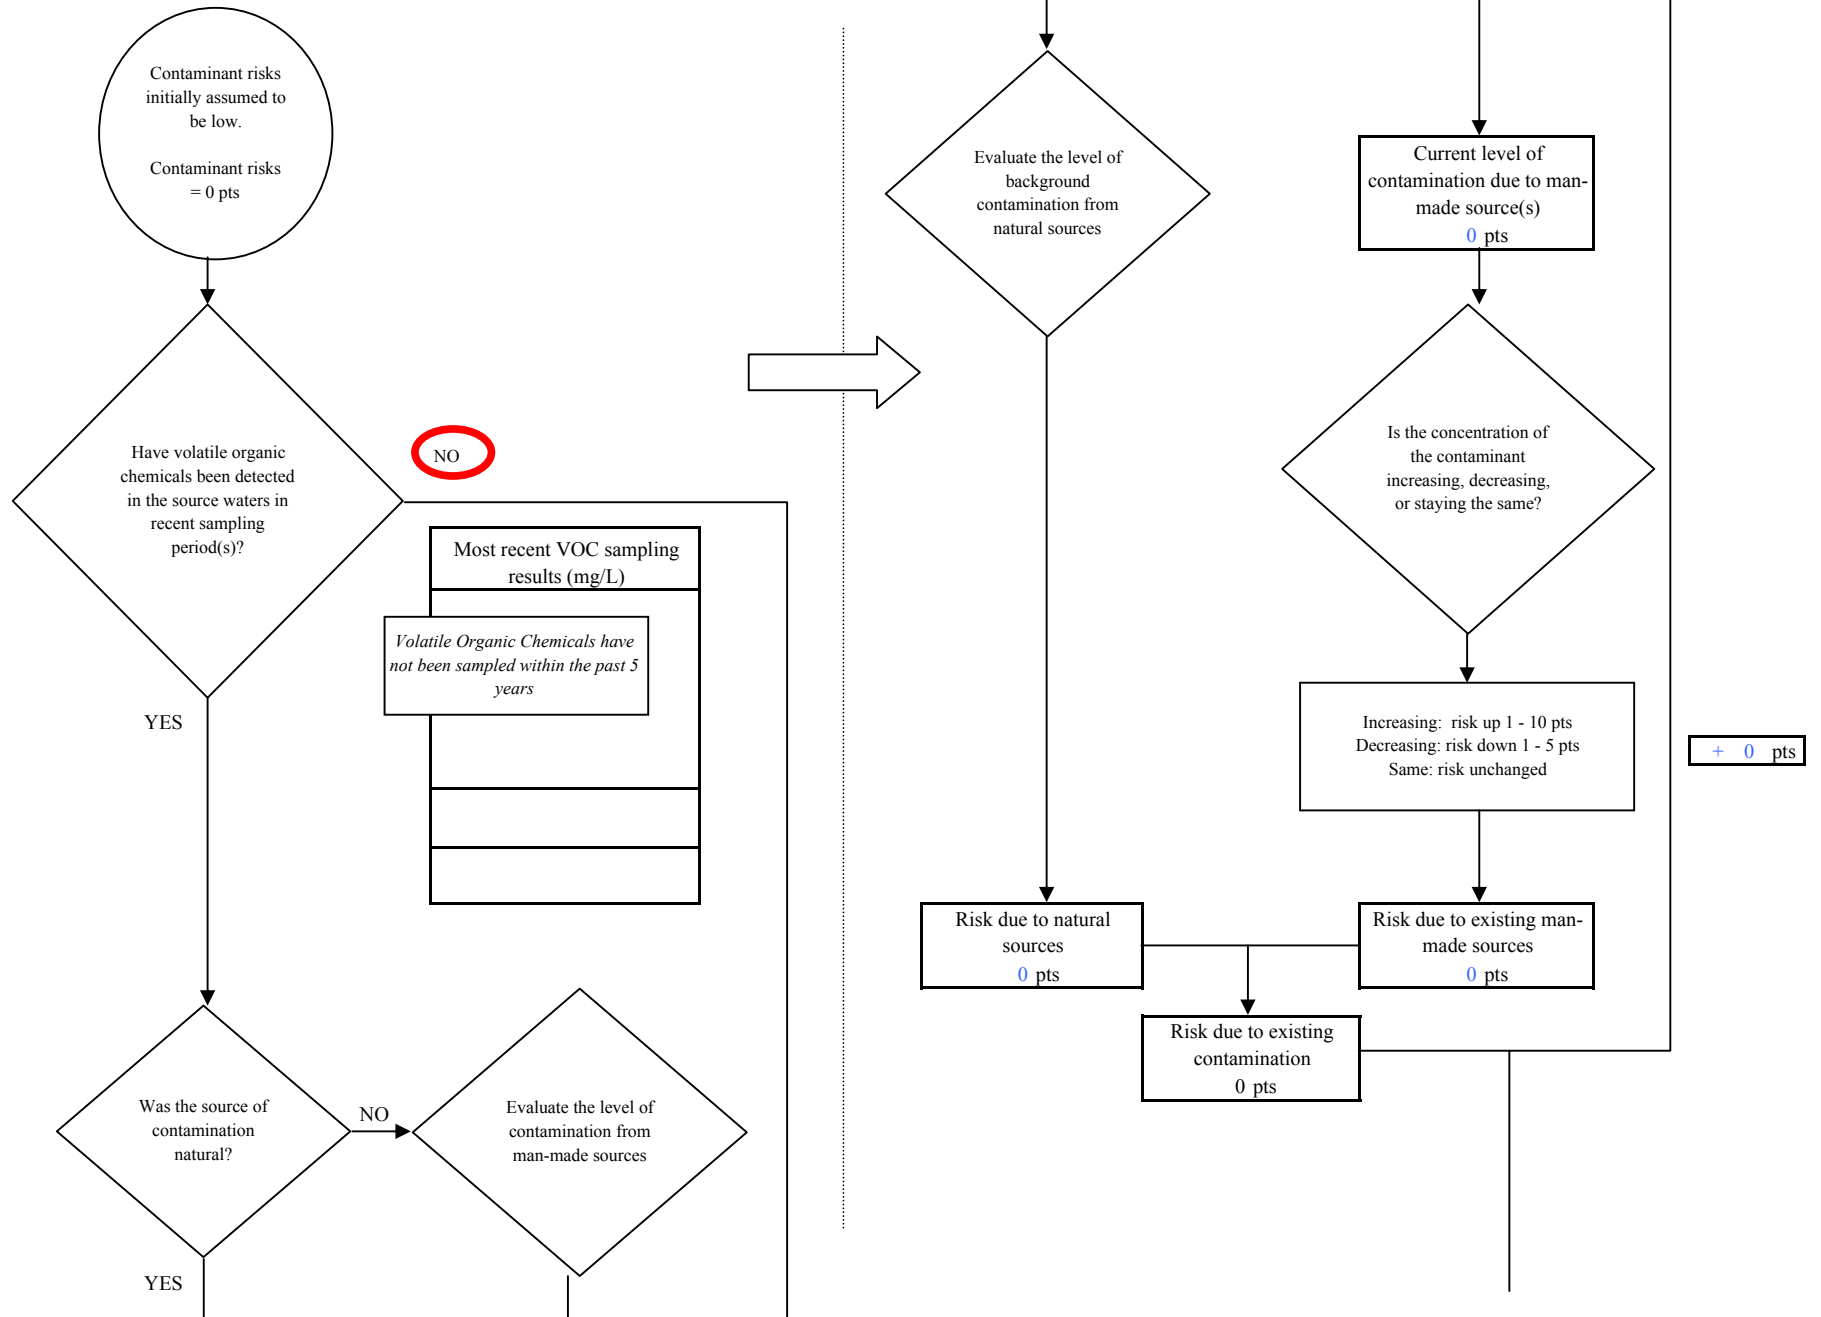 Contaminant risks
initially assumed to
be low.
Contaminant risks
= 0 pts
Have volatile organic
chemicals been detected
in the source waters in
recent sampling
period(s)?
NO
Most recent VOC sampling
results (mg/L)
Volatile Organic Chemicals have
not been sampled within the past 5
years
YES
Was the source of
contamination
natural?
NO
Evaluate the level of
contamination from
man-made sources
YES
Evaluate the level of
background
contamination from
natural sources
Current level of
contamination due to man-
made source(s)
0 pts
Is the concentration of
the contaminant
increasing, decreasing,
or staying the same?
Increasing: risk up 1 - 10 pts
Decreasing: risk down 1 - 5 pts
Same: risk unchanged
+ 0 pts
Risk due to natural
sources
0 pts
Risk due to existing man-
made sources
0 pts
Risk due to existing
contamination
0 pts